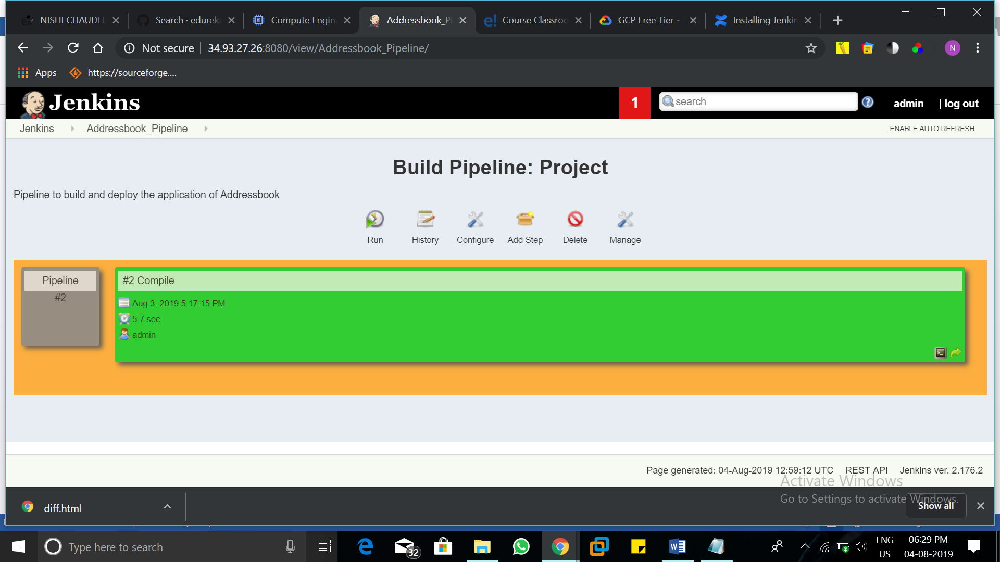 NISHI CHAUDH
Search · edurek
Compute Engin
Addressbook_Pi
Course Classroo
GCP Free Tier -
Installing Jenkin
Not secure
34.93.27.26:8080/view/Addressbook_Pipeline/
N
Apps
https://sourceforge....
Jenkins
1
search
admin
| log out
Jenkins
Addressbook_Pipeline
ENABLE AUTO REFRESH
Build Pipeline: Project
Pipeline to build and deploy the application of Addressbook
Run
History
Configure
Add Step
Delete
Manage
Pipeline
#2
#2 Compile
Aug 3, 2019 5:17:15 PM
5.7 sec
admin
Page generated: 04-Aug-2019 12:59:12 UTC
REST API
Jenkins ver. 2.176.2
Activate Windows
Go to Settings to activate Windows.
diff.html
Show all
Type here to search
32
ENG
US
06:29 PM
04-08-2019